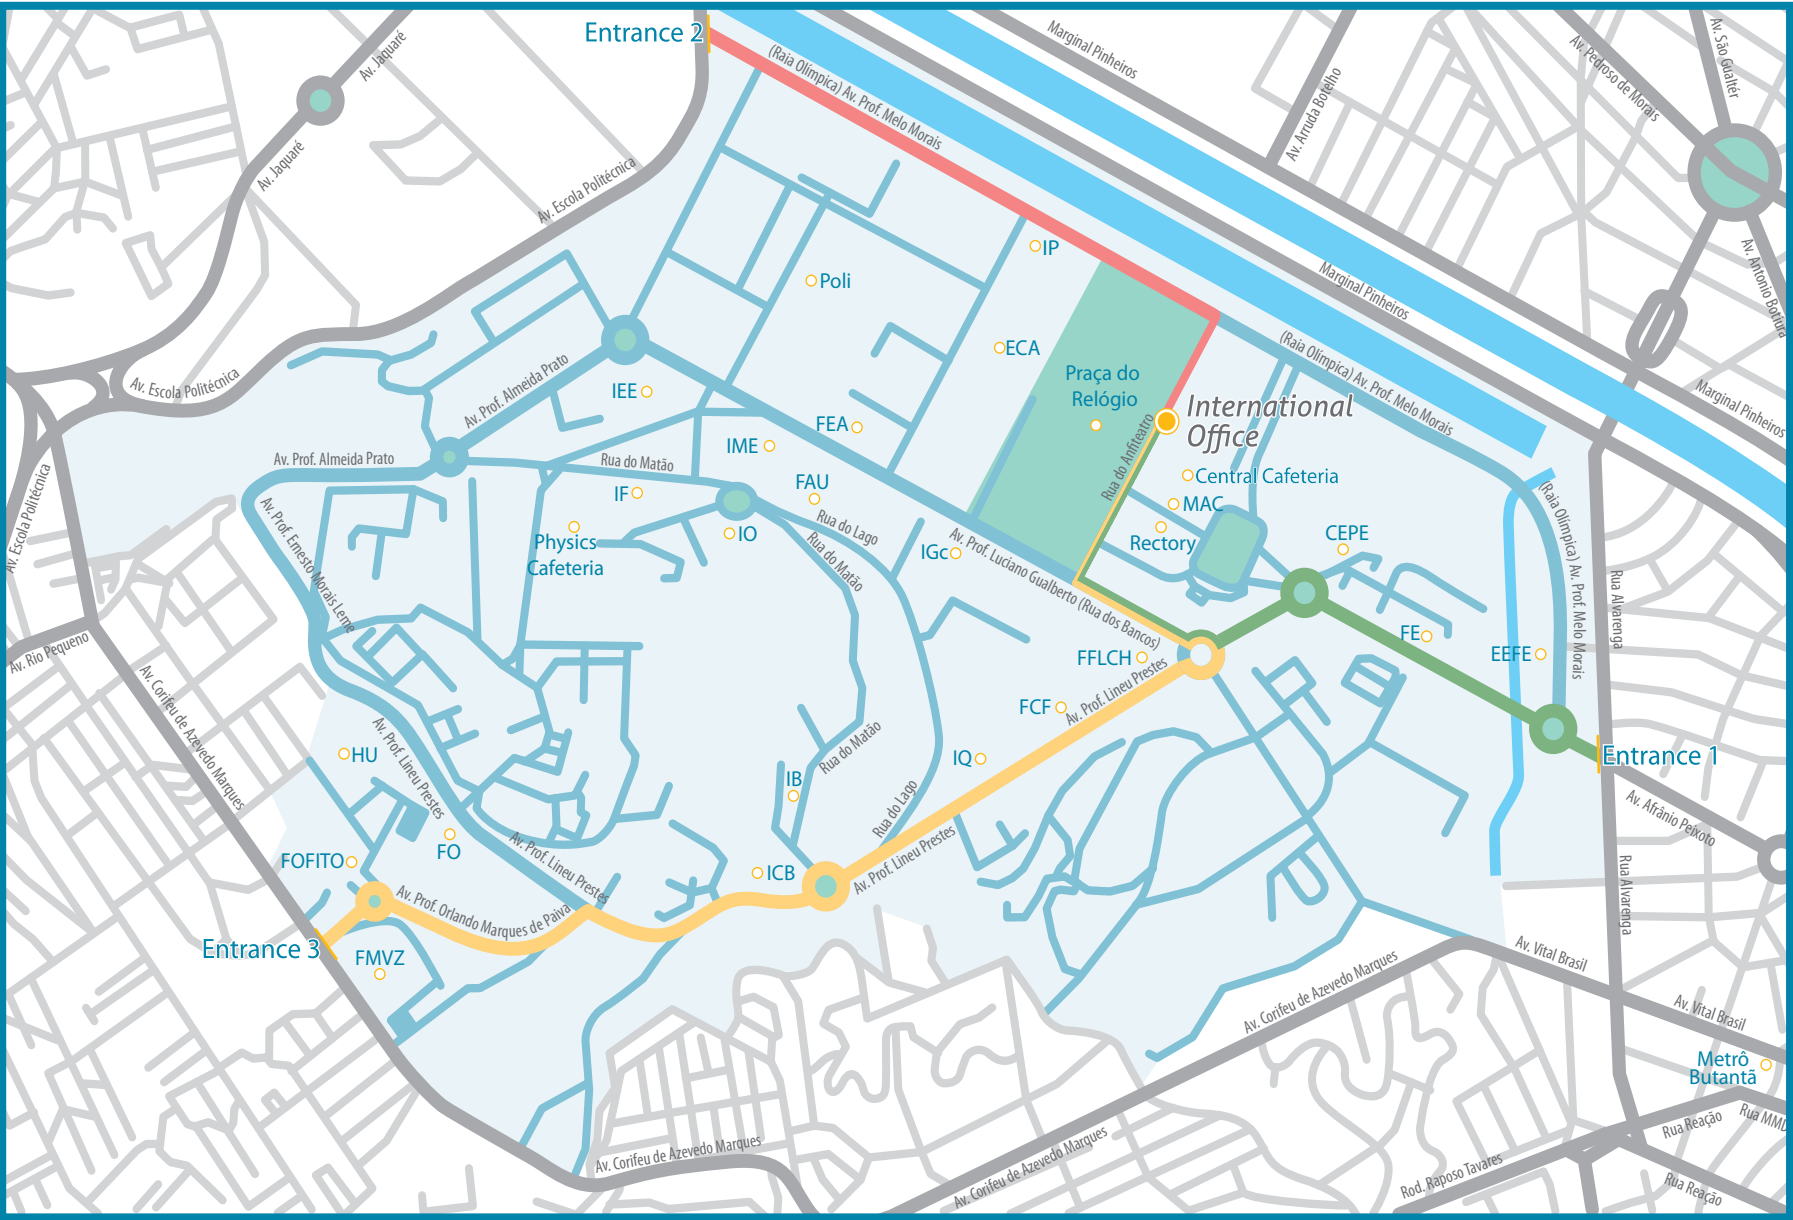 Entrance 2
Av. Jaquaré
Av. Jaquaré
Av. Escola Politécnica
Av. Escola Politécnica
Av. Escola Politécnica
Av. Escola Politécnica
(Raia Olímpica) Av. Prof. Melo Morais
Marginal Pinheiros
Marginal Pinheiros
Marginal Pinheiros
Av. Arruda Botelho
Av. Pedroso de Morais
Av. São Gualtér
Av. Antonio Botiura
IP
Poli
ECA
Praça do
Relógio
International
Office
(Raia Olímpica) Av. Prof. Melo Morais
(Raia Olímpica) Av. Prof. Melo Morais
Rua do Anfiteatro
Central Cafeteria
MAC
Rectory
CEPE
FE
EEFE
Av. Prof. Almeida Prato
Av. Prof. Almeida Prato
IEE
FEA
IME
Rua do Matão
IF
FAU
Rua do Lago
IO
Rua do Matão
Physics
Cafeteria
IGc
Av. Prof. Luciano Gualberto (Rua dos Bancos)
FFLCH
FCF
Av. Prof. Lineu Prestes
IQ
Av. Prof. Ernesto Morais Leme
Av. Rio Pequeno
Av. Corifeu de Azevedo Marques
HU
Av. Prof. Lineu Prestes
FO
FOFITO
Av. Prof. Lineu Prestes
Av. Prof. Orlando Marques de Paiva
Entrance 3
FMVZ
IB
Rua do Matão
Rua do Lago
ICB
Av. Prof. Lineu Prestes
Rua Alvarenga
Entrance 1
Av. Afrânio Peixoto
Rua Alvarenga
Av. Vital Brasil
Av. Vital Brasil
Av. Corifeu de Azevedo Marques
Av. Corifeu de Azevedo Marques
Av. Corifeu de Azevedo Marques
Metrô
Butantã
Rua Reação
Rua MMD
Rod. Raposo Tavares
Rua Reação